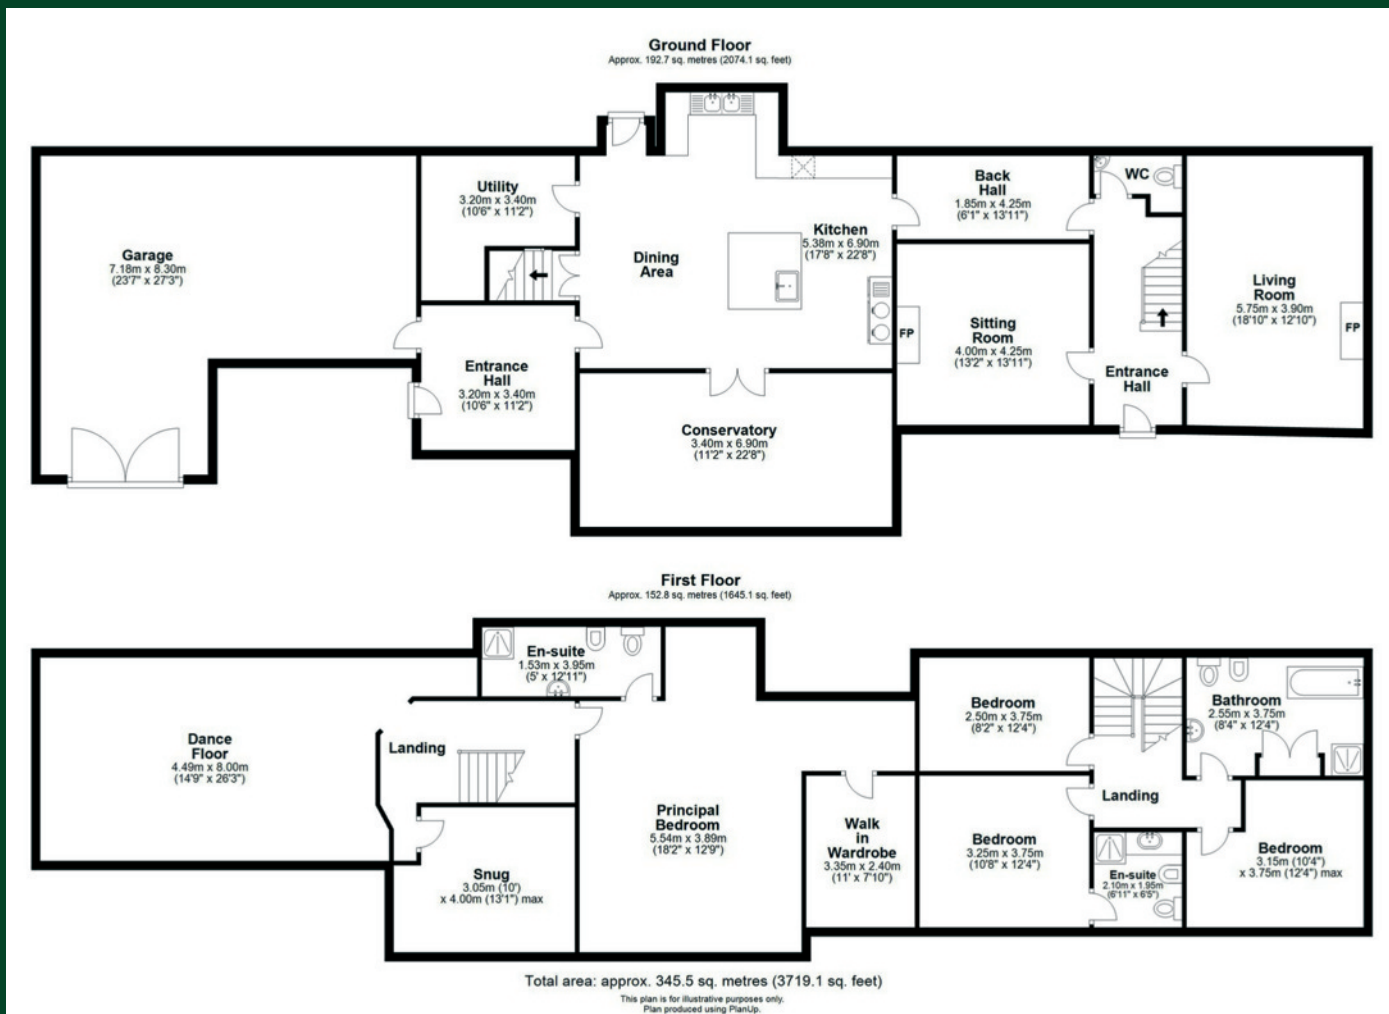 Ground Floor
Approx. 192.7 sq. metres (2074.1 sq. feet)
Garage
7.18m x 8.30m
(23'7" x 27'3")
Utility
3.20m x 3.40m
(10'6" x 11'2")
Entrance
Hall
3.20m x 3.40m
(10'6" x 11'2")
Dining
Area
Kitchen
5.38m x 6.90m
(17'8" x 22'8")
Conservatory
3.40m x 6.90m
(11'2" x 22'8")
Back
Hall
1.85m x 4.25m
(6'1" x 13'11")
FP
Sitting
Room
4.00m x 4.25m
(13'2" x 13'11")
WC
Entrance
Hall
Living
Room
5.75m x 3.90m
(18'10" x 12'10")
FP
First Floor
Approx. 152.8 sq. metres (1645.1 sq. feet)
Dance
Floor
4.49m x 8.00m
(14'9" x 26'3")
En-suite
1.53m x 3.95m
(5' x 12'11")
Landing
Snug
3.05m (10')
x 4.00m (13'1") max
Principal
Bedroom
5.54m x 3.89m
(18'2" x 12'9")
Walk
in
Wardrobe
3.35m x 2.40m
(11' x 7'10")
Bedroom
2.50m x 3.75m
(8'2" x 12'4")
Bedroom
3.25m x 3.75m
(10'8" x 12'4")
Landing
En-suite
2.10m x 1.95m
(6'11" x 6'5")
Bathroom
2.55m x 3.75m
(8'4" x 12'4")
Bedroom
3.15m (10'4")
x 3.75m (12'4") max
Total area: approx. 345.5 sq. metres (3719.1 sq. feet)
This plan is for illustrative purposes only.
Plan produced using PlanUp.